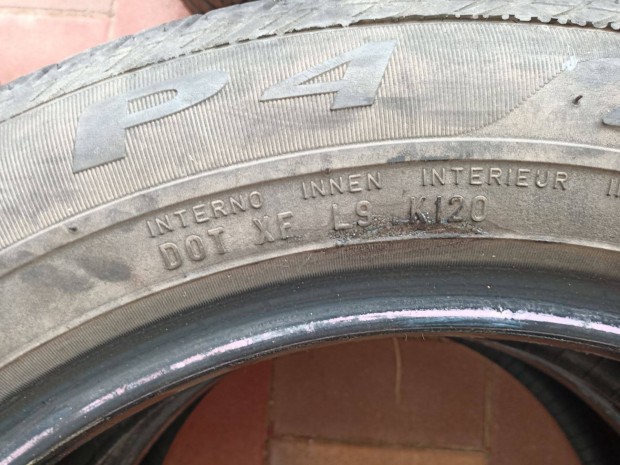 P4
INTERNO INNEN INTERIEUR
DOT XF L9 K120